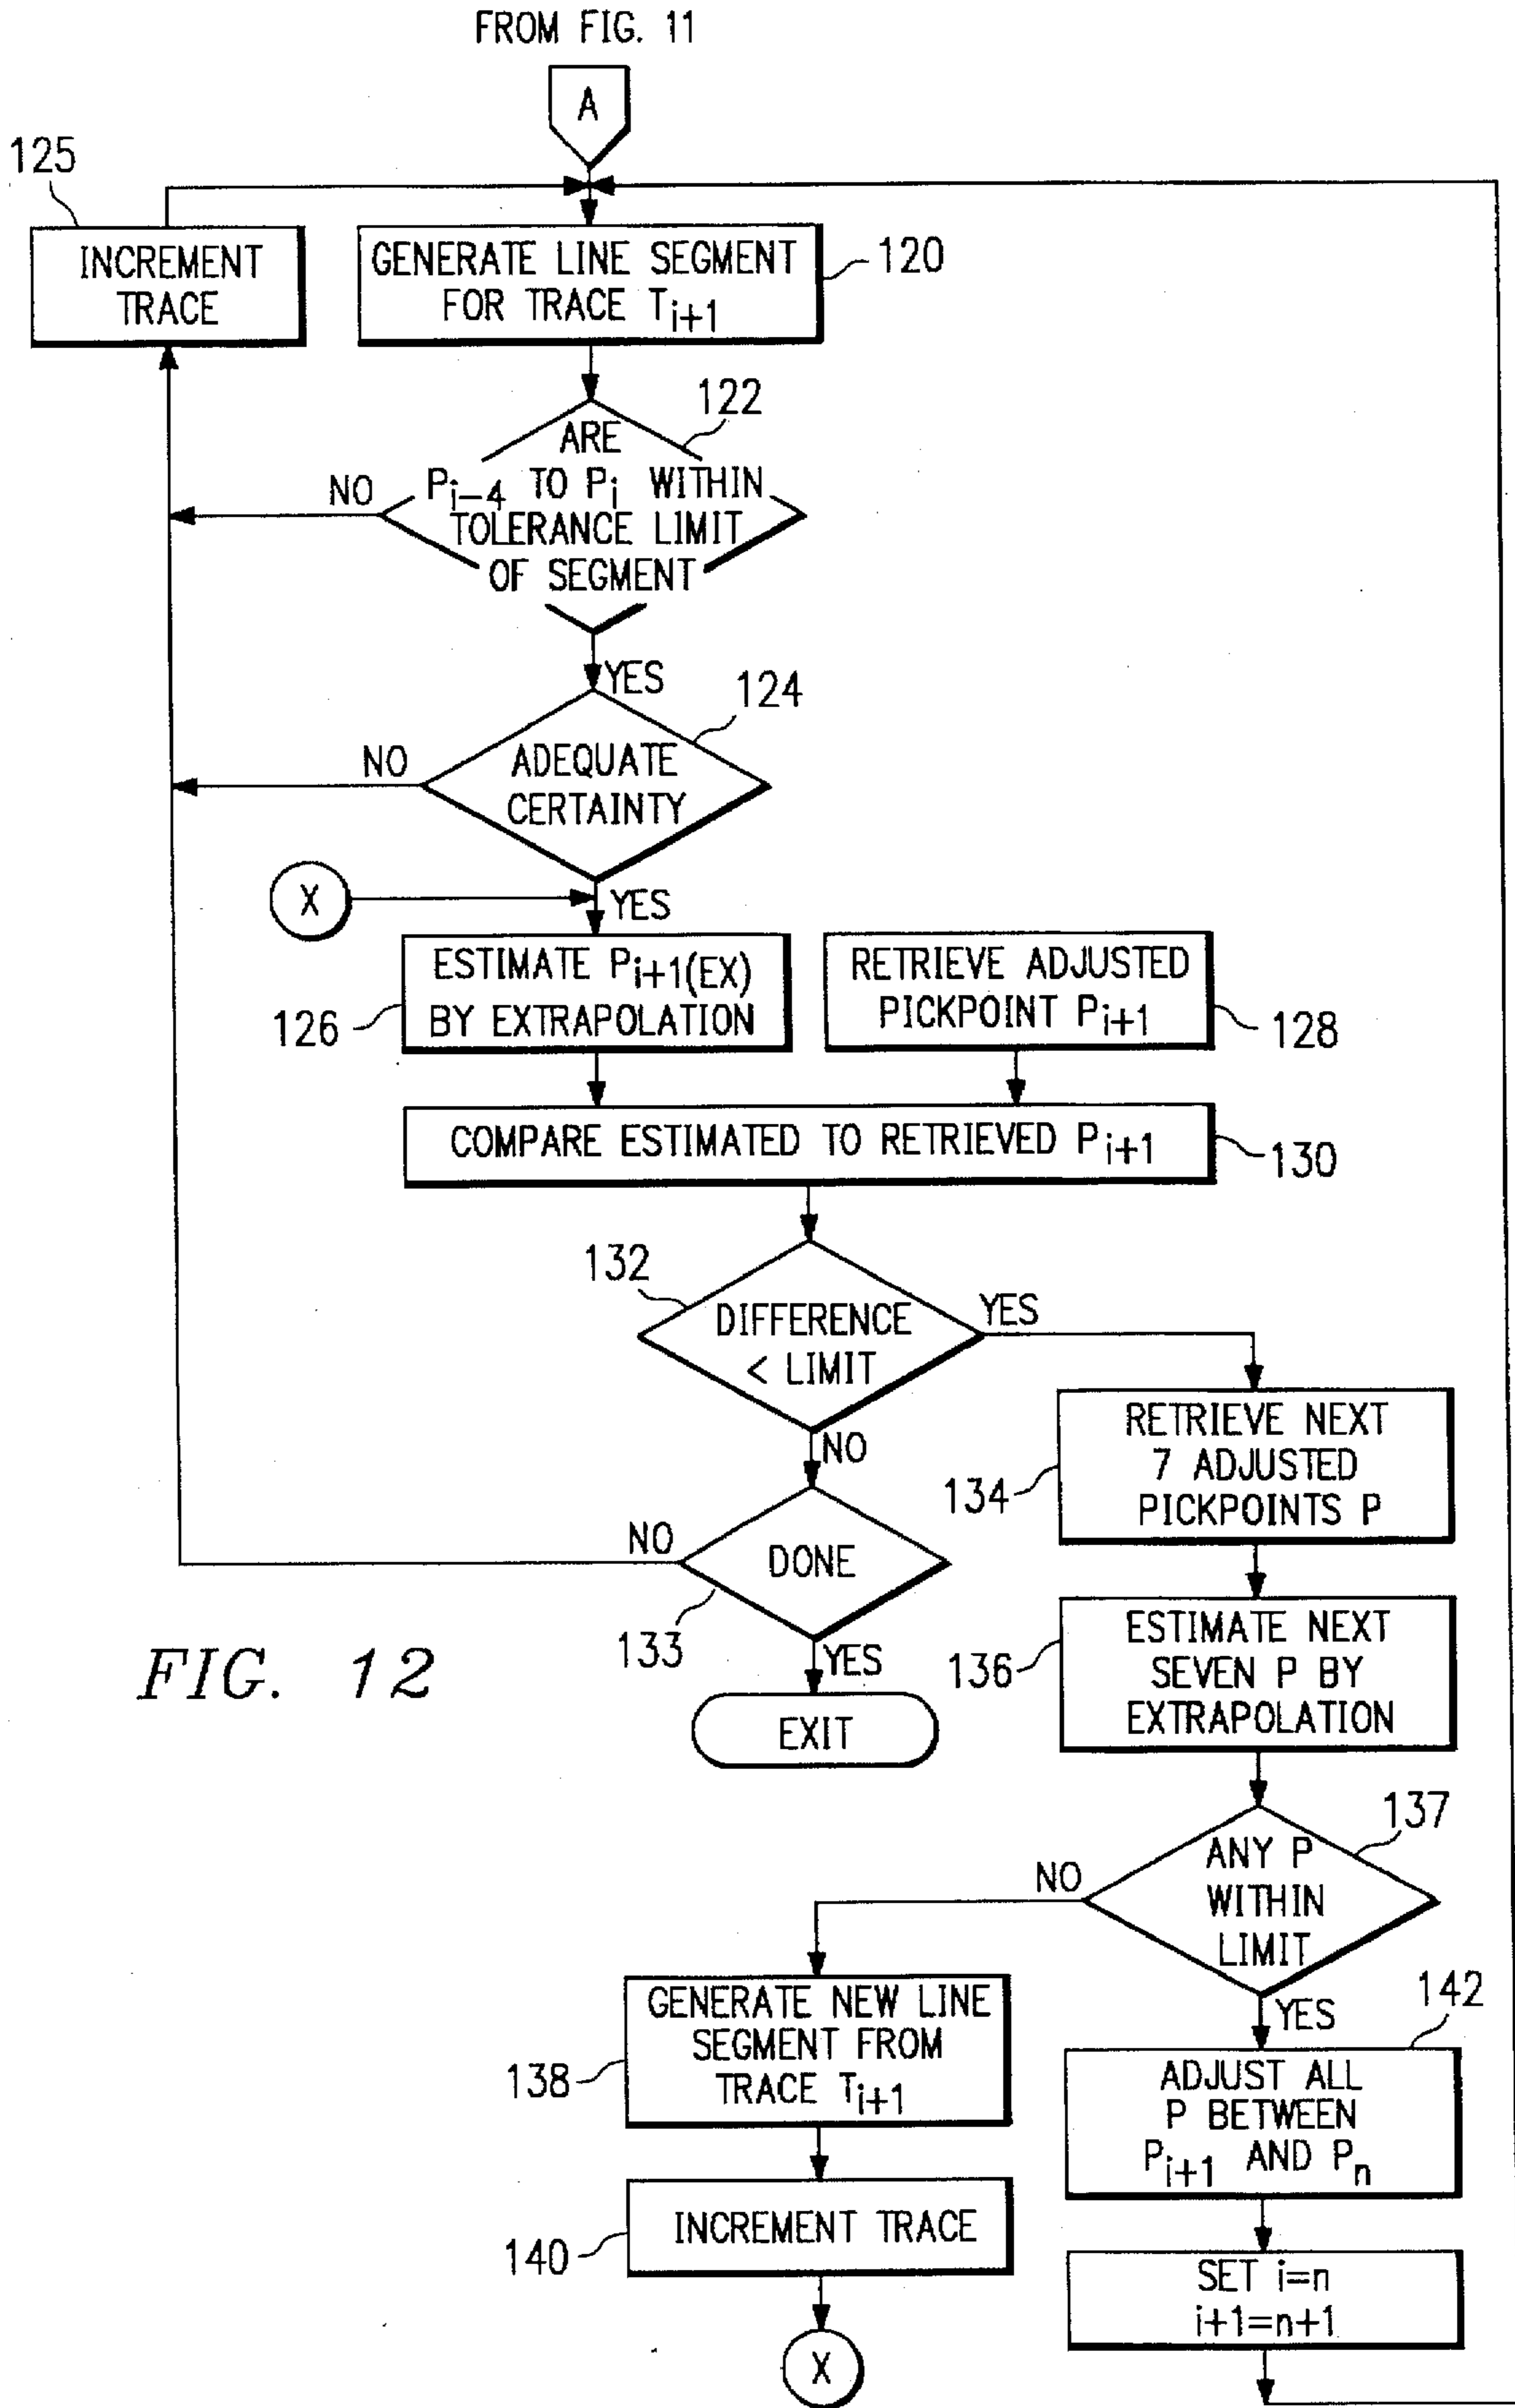 FROM FIG. 11
A
125
INCREMENT
TRACE
GENERATE LINE SEGMENT
FOR TRACE Ti+1
120
122
ARE
Pi-4 TO Pi WITHIN
TOLERANCE LIMIT
OF SEGMENT
NO
YES
124
ADEQUATE
CERTAINTY
NO
X
YES
ESTIMATE Pi+1(EX)
BY EXTRAPOLATION
126
RETRIEVE ADJUSTED
PICKPOINT Pi+1
128
COMPARE ESTIMATED TO RETRIEVED Pi+1
130
132
DIFFERENCE
< LIMIT
YES
NO
RETRIEVE NEXT
7 ADJUSTED
PICKPOINTS P
134
NO
DONE
133
YES
EXIT
ESTIMATE NEXT
SEVEN P BY
EXTRAPOLATION
136
FIG. 12
137
ANY P
WITHIN
LIMIT
NO
YES
GENERATE NEW LINE
SEGMENT FROM
TRACE Ti+1
138
142
ADJUST ALL
P BETWEEN
Pi+1 AND Pn
INCREMENT TRACE
140
SET i=n
i+1=n+1
X